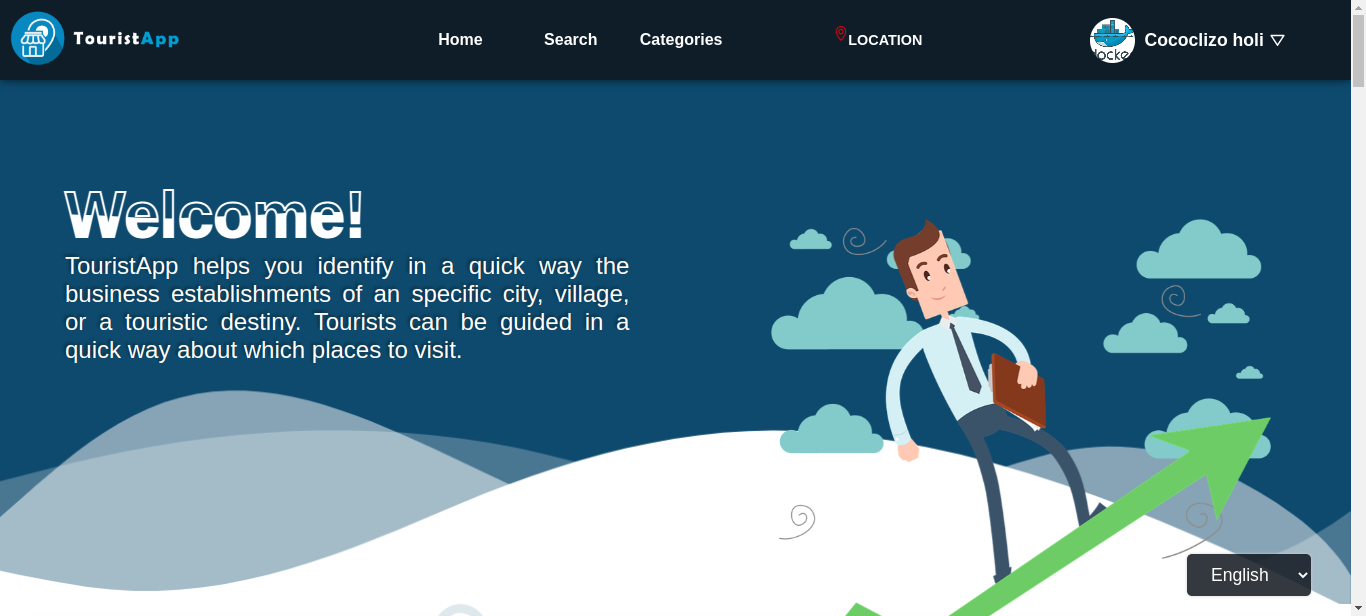 TouristApp
Home
Search
Categories
LOCATION
locke
Cococlizo holi
Welcome!
TouristApp helps you identify in a quick way the
business establishments of an specific city, village,
or a touristic destiny. Tourists can be guided in a
quick way about which places to visit.
English